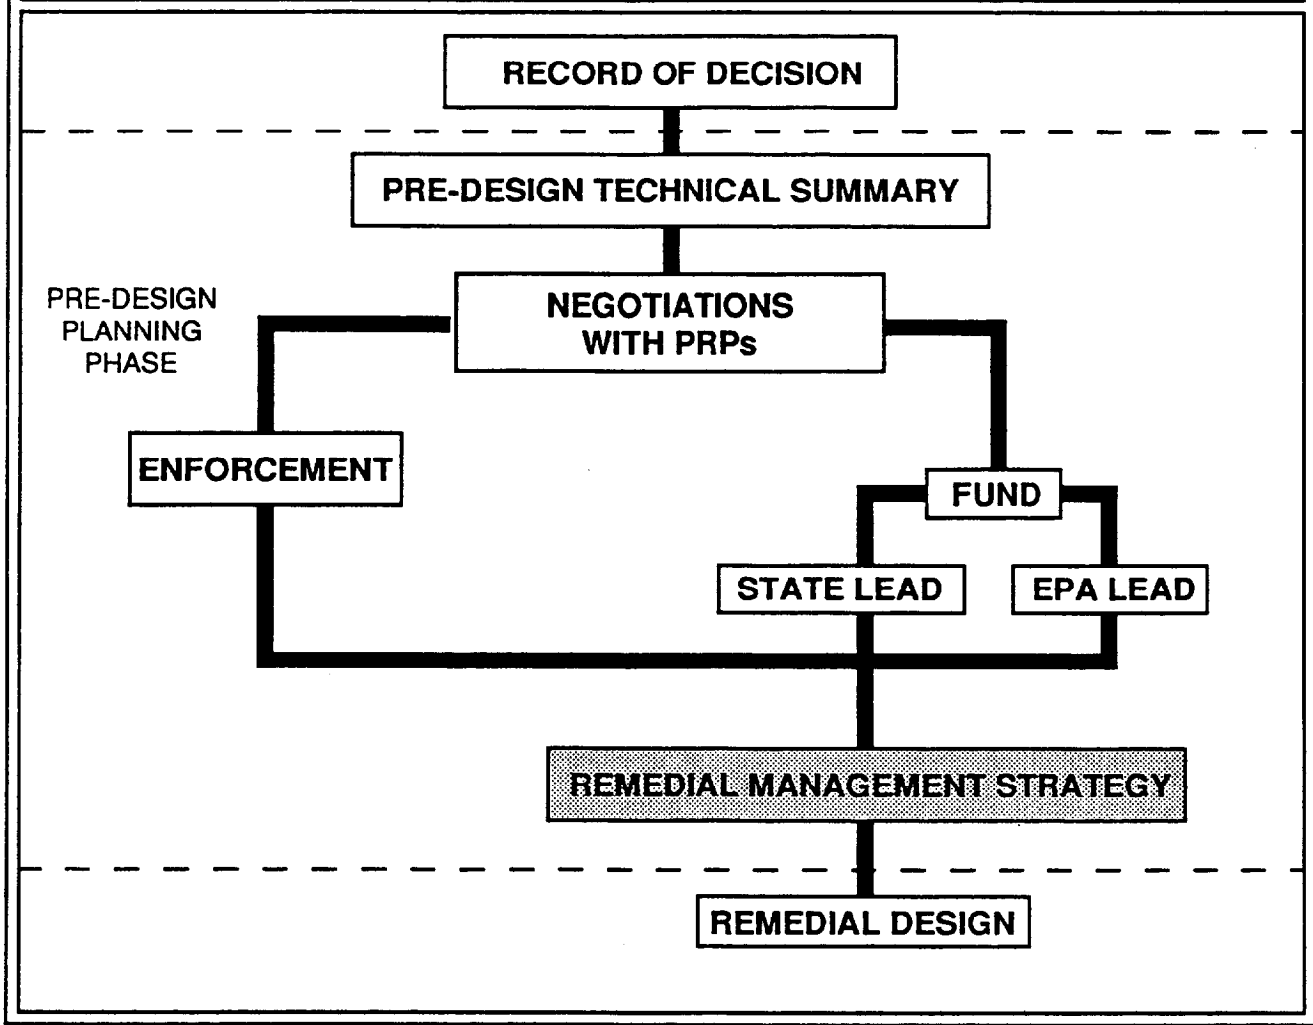 RECORD OF DECISION
PRE-DESIGN TECHNICAL SUMMARY
NEGOTIATIONS
WITH PRPs
PRE-DESIGN
PLANNING
PHASE
ENFORCEMENT
FUND
STATE LEAD
EPA LEAD
REMEDIAL MANAGEMENT STRATEGY
REMEDIAL DESIGN